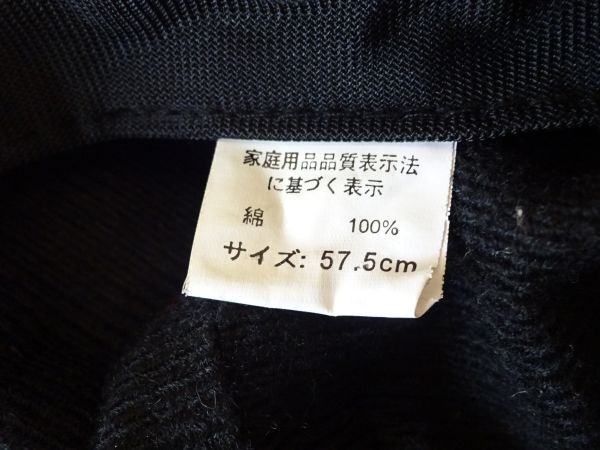 家庭用品品質表示法
に基づく表示
綿 100%
サイズ: 57.5cm